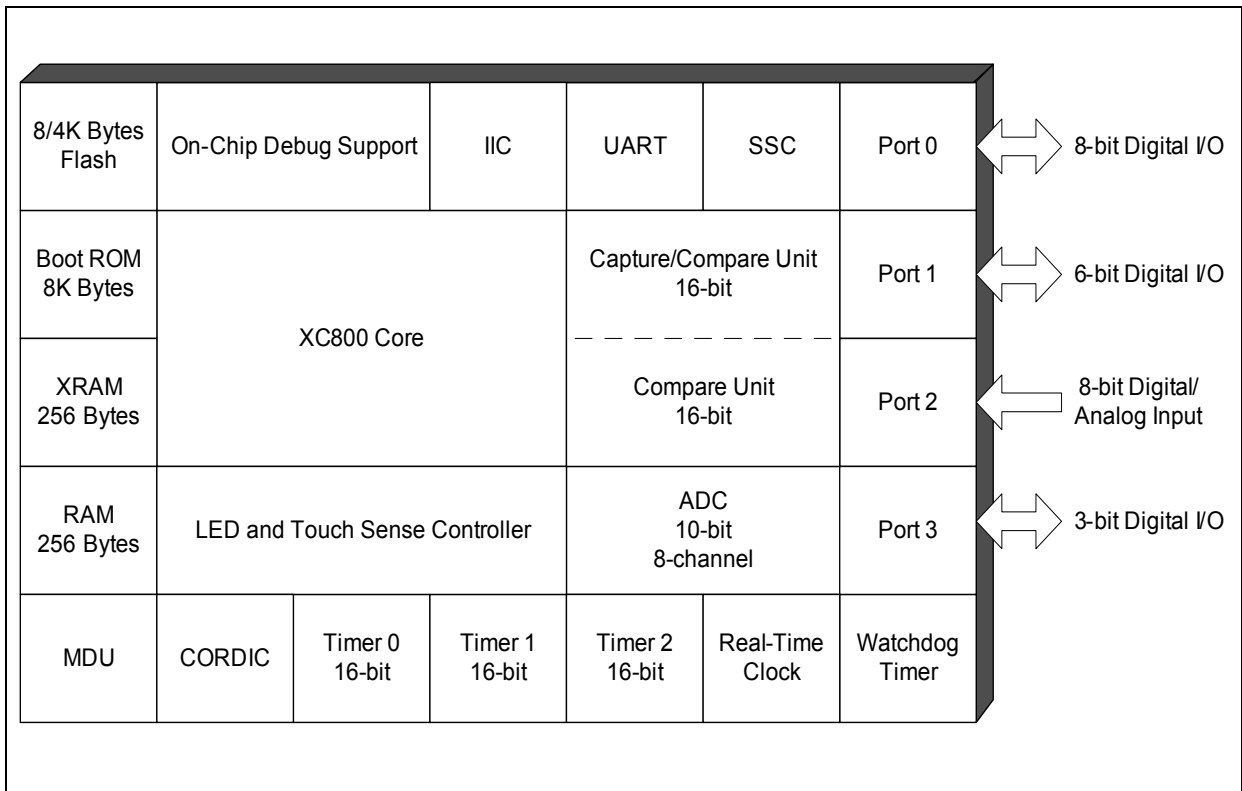 8/4K Bytes
Flash
On-Chip Debug Support
IIC
UART
SSC
Port 0
8-bit Digital I/O
Boot ROM
8K Bytes
XC800 Core
Capture/Compare Unit
16-bit
Port 1
6-bit Digital I/O
XRAM
256 Bytes
Compare Unit
16-bit
Port 2
8-bit Digital/
Analog Input
RAM
256 Bytes
LED and Touch Sense Controller
ADC
10-bit
8-channel
Port 3
3-bit Digital I/O
MDU
CORDIC
Timer 0
16-bit
Timer 1
16-bit
Timer 2
16-bit
Real-Time
Clock
Watchdog
Timer